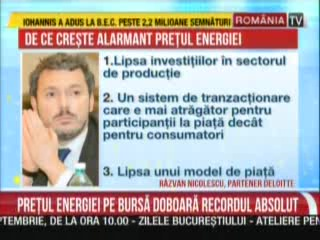 IOHANNIS A ADUS LA B.E.C. PESTE 2,2 MILIOANE SEMNĂTURI
ROMÂNIA TV
DE CE CREȘTE ALARMANT PREȚUL ENERGIEI
1.Lipsa investițiilor în sectorul
de producție
2. Un sistem de tranzacționare
care e mai atrăgător pentru
participanții la piață decât
pentru consumatori
3. Lipsa unui model de piață
RĂZVAN NICOLESCU, PARTENER DELOITTE
PREȚUL ENERGIEI PE BURSĂ DOBOARĂ RECORDUL ABSOLUT
PTEMBRIE, DE LA ORA 10.00 - ZILELE BUCUREȘTIULUI - ATELIERE